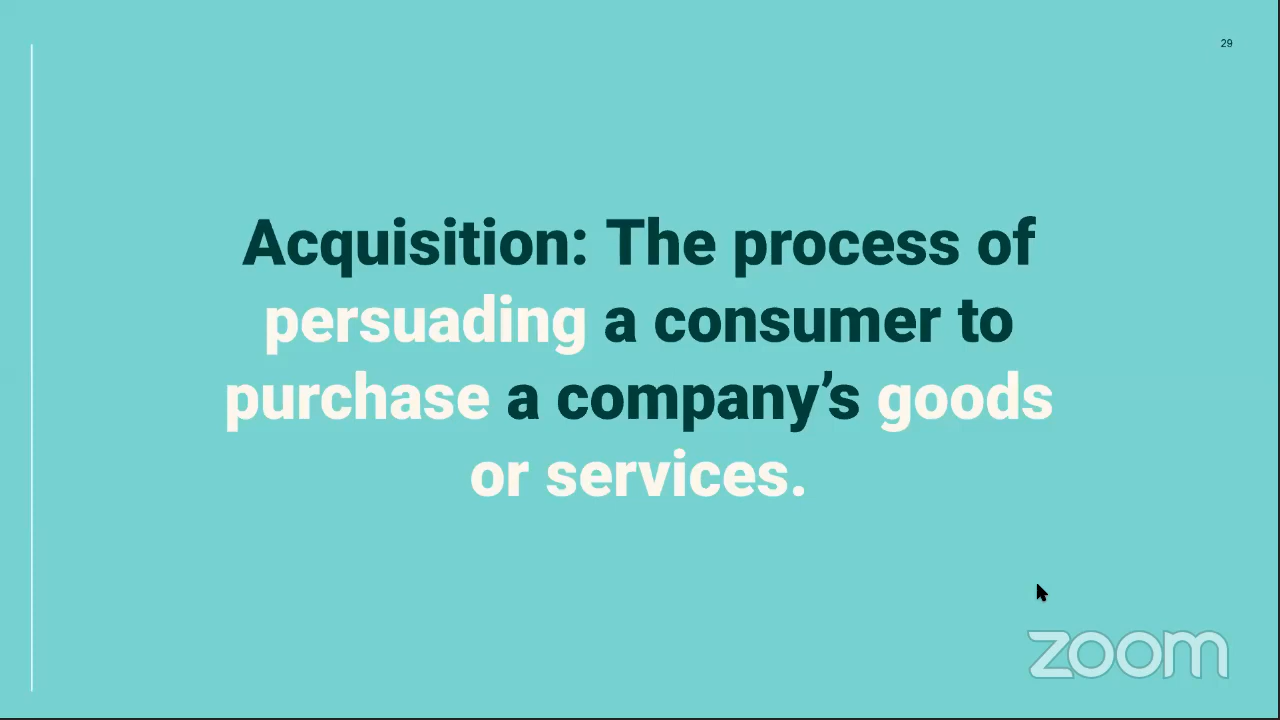 29
Acquisition: The process of
persuading a consumer to
purchase a company’s goods
or services.
zoom